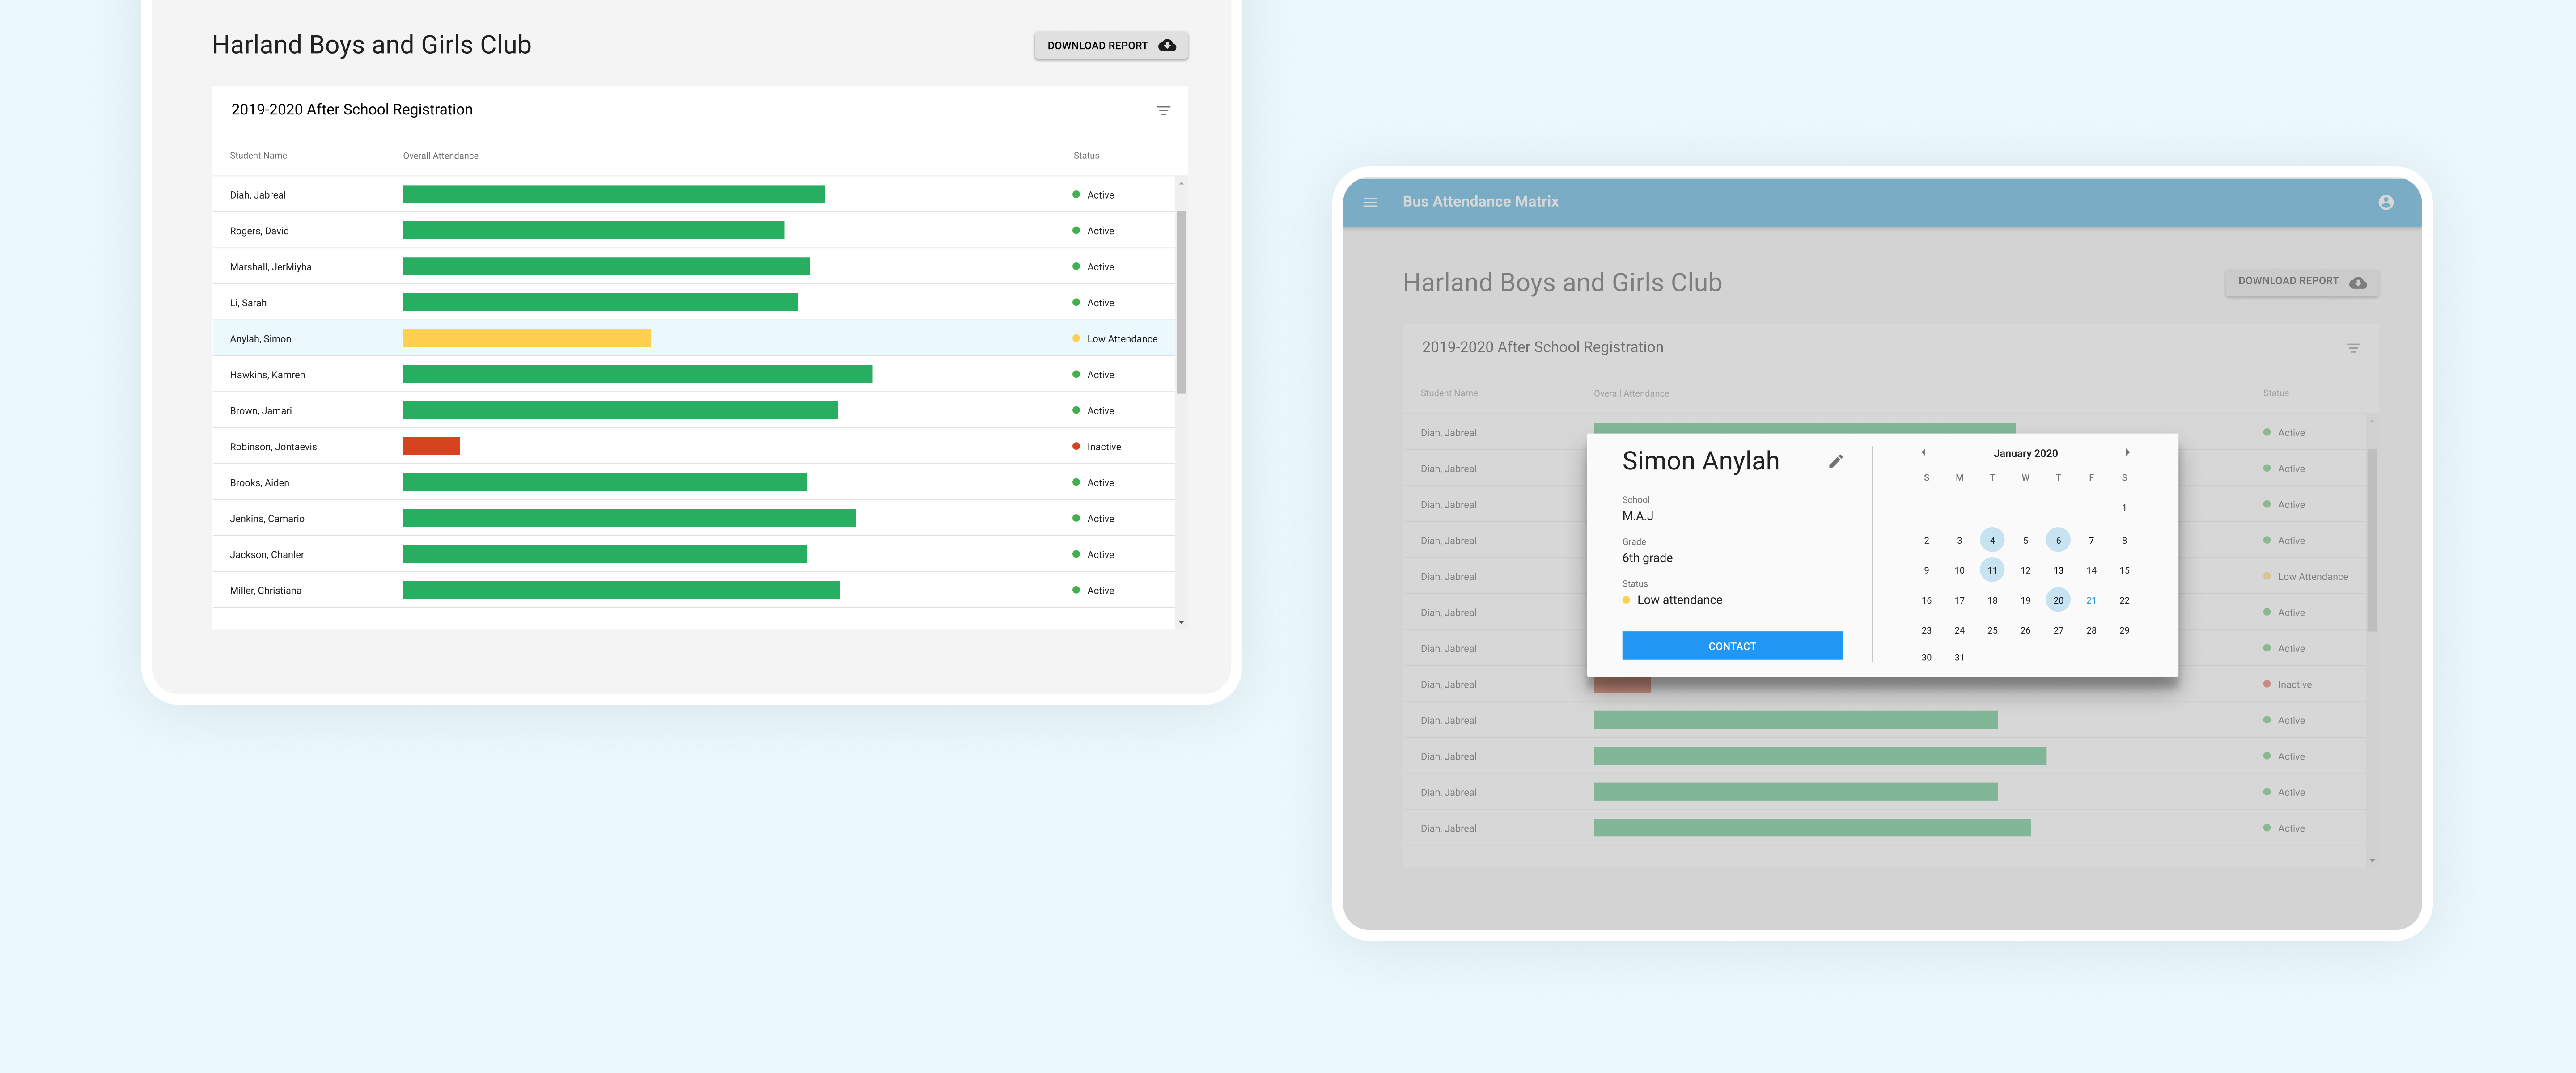 Harland Boys and Girls Club
DOWNLOAD REPORT
2019-2020 After School Registration
Student Name Overall Attendance Status
Diah, Jabreal Active
Rogers, David Active
Marshall, JerMiyha Active
Li, Sarah Active
Anylah, Simon Low Attendance
Hawkins, Kamren Active
Brown, Jamari Active
Robinson, Jontaevis Inactive
Brooks, Aiden Active
Jenkins, Camario Active
Jackson, Chanler Active
Miller, Christiana Active
Bus Attendance Matrix
Harland Boys and Girls Club
DOWNLOAD REPORT
2019-2020 After School Registration
Student Name Overall Attendance Status
Diah, Jabreal Active
Diah, Jabreal Active
Diah, Jabreal Active
Diah, Jabreal Active
Diah, Jabreal Low Attendance
Diah, Jabreal Active
Diah, Jabreal Active
Diah, Jabreal Inactive
Diah, Jabreal Active
Diah, Jabreal Active
Diah, Jabreal Active
Diah, Jabreal Active
Simon Anylah
School
M.A.J
Grade
6th grade
Status
Low attendance
CONTACT
January 2020
S M T W T F S
1
2 3 4 5 6 7 8
9 10 11 12 13 14 15
16 17 18 19 20 21 22
23 24 25 26 27 28 29
30 31